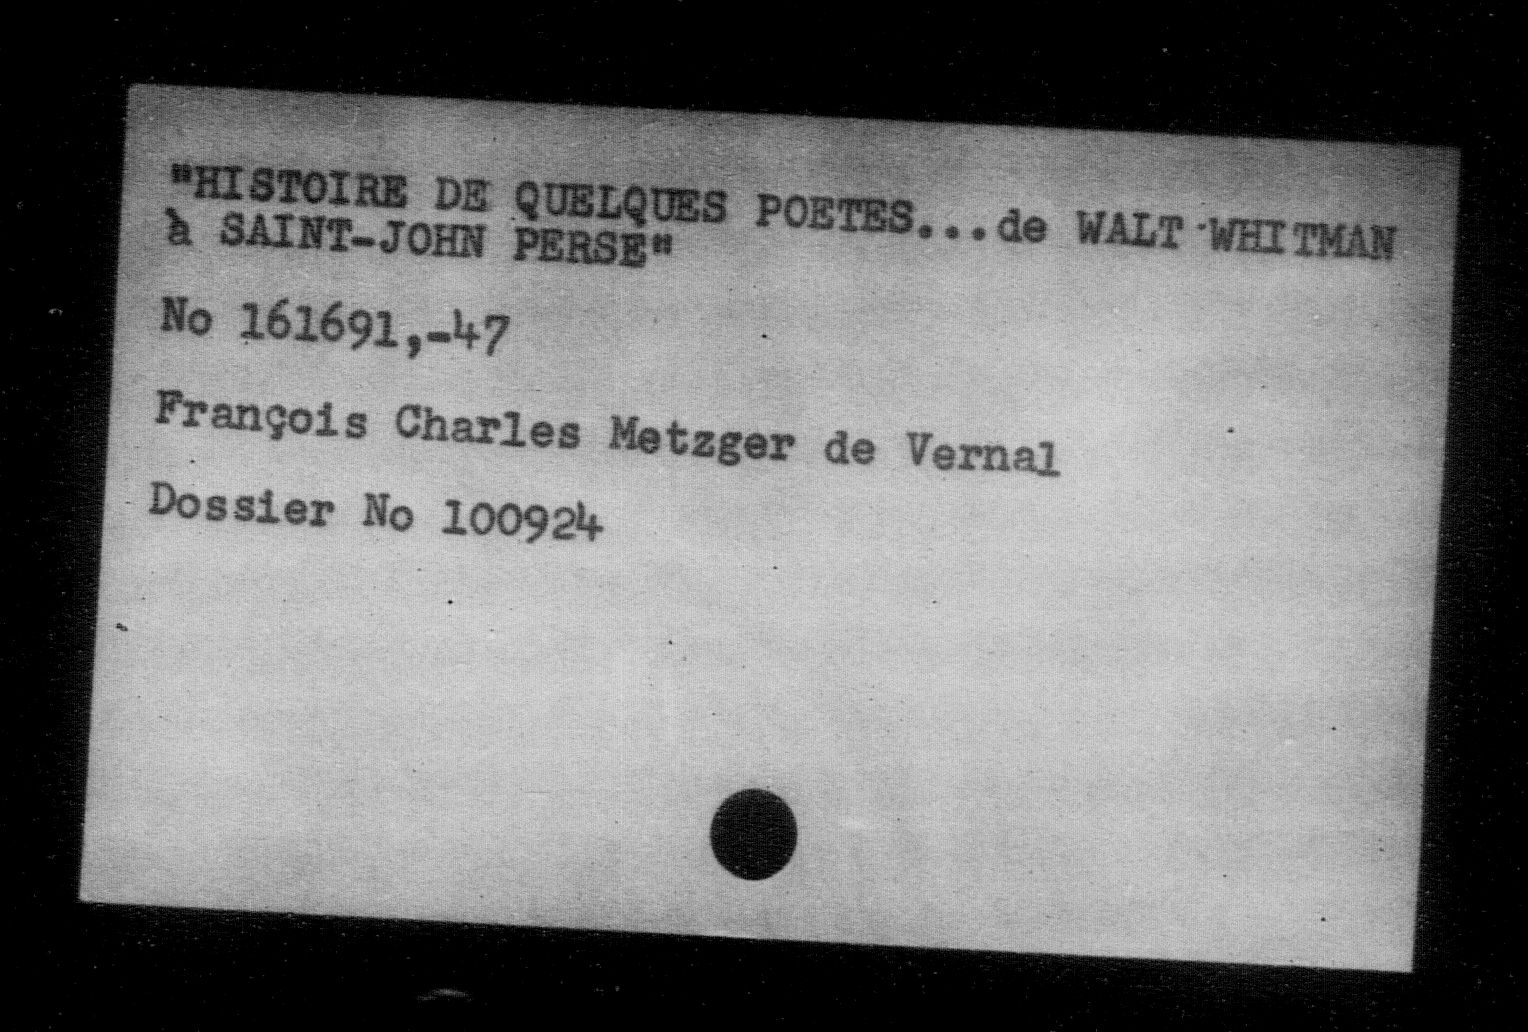 "HISTOIRE DE QUELQUES POETES...de WALT WHITMAN
à SAINT-JOHN PERSE"
No 161691,-47
François Charles Metzger de Vernal
Dossier No 100924